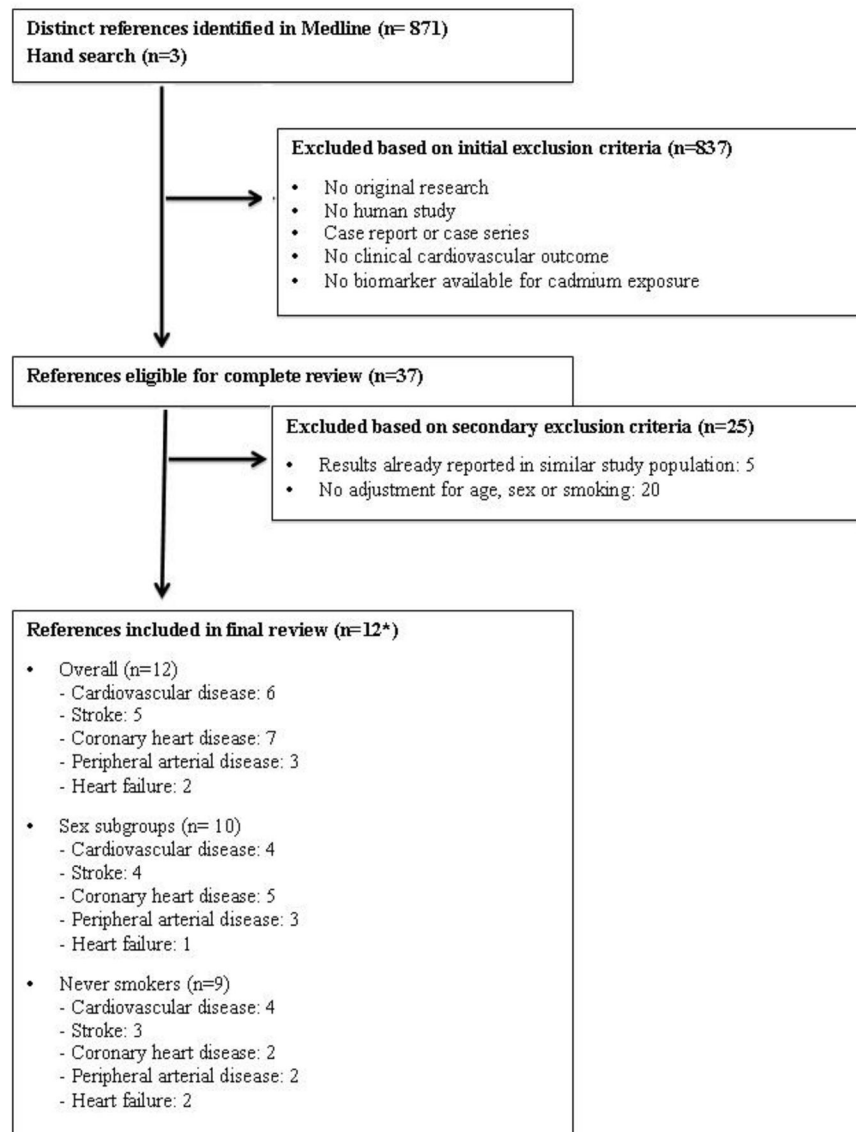 Distinct references identified in Medline (n= 871)
Hand search (n=3)
Excluded based on initial exclusion criteria (n=837)
• No original research
• No human study
• Case report or case series
• No clinical cardiovascular outcome
• No biomarker available for cadmium exposure
References eligible for complete review (n=37)
Excluded based on secondary exclusion criteria (n=25)
• Results already reported in similar study population: 5
• No adjustment for age, sex or smoking: 20
References included in final review (n=12*)
• Overall (n=12)
- Cardiovascular disease: 6
- Stroke: 5
- Coronary heart disease: 7
- Peripheral arterial disease: 3
- Heart failure: 2
• Sex subgroups (n= 10)
- Cardiovascular disease: 4
- Stroke: 4
- Coronary heart disease: 5
- Peripheral arterial disease: 3
- Heart failure: 1
• Never smokers (n=9)
- Cardiovascular disease: 4
- Stroke: 3
- Coronary heart disease: 2
- Peripheral arterial disease: 2
- Heart failure: 2